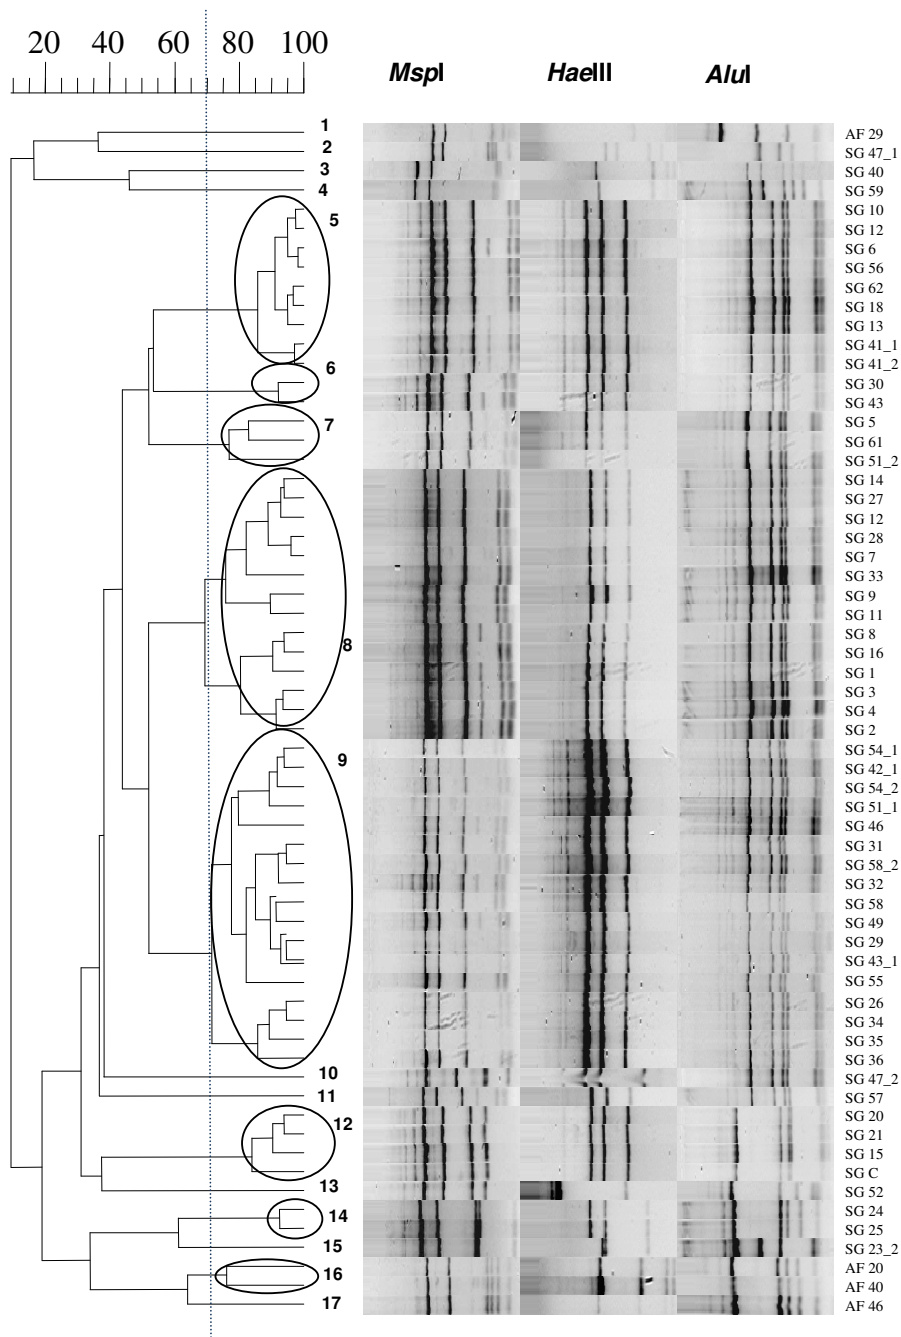 20 40 60 80 100
MspI HaeIII AluI
1 AF 29
2 SG 47_1
3 SG 40
4 SG 59
5 SG 10
SG 12
SG 6
SG 56
SG 62
SG 18
SG 13
SG 41_1
SG 41_2
6 SG 30
SG 43
7 SG 5
SG 61
SG 51_2
SG 14
SG 27
SG 12
SG 28
SG 7
SG 33
SG 9
SG 11
8 SG 8
SG 16
SG 1
SG 3
SG 4
SG 2
9 SG 54_1
SG 42_1
SG 54_2
SG 51_1
SG 46
SG 31
SG 58_2
SG 32
SG 58
SG 49
SG 29
SG 43_1
SG 55
SG 26
SG 34
SG 35
SG 36
10 SG 47_2
11 SG 57
12 SG 20
SG 21
SG 15
SG C
13 SG 52
14 SG 24
SG 25
15 SG 23_2
16 AF 20
AF 40
17 AF 46